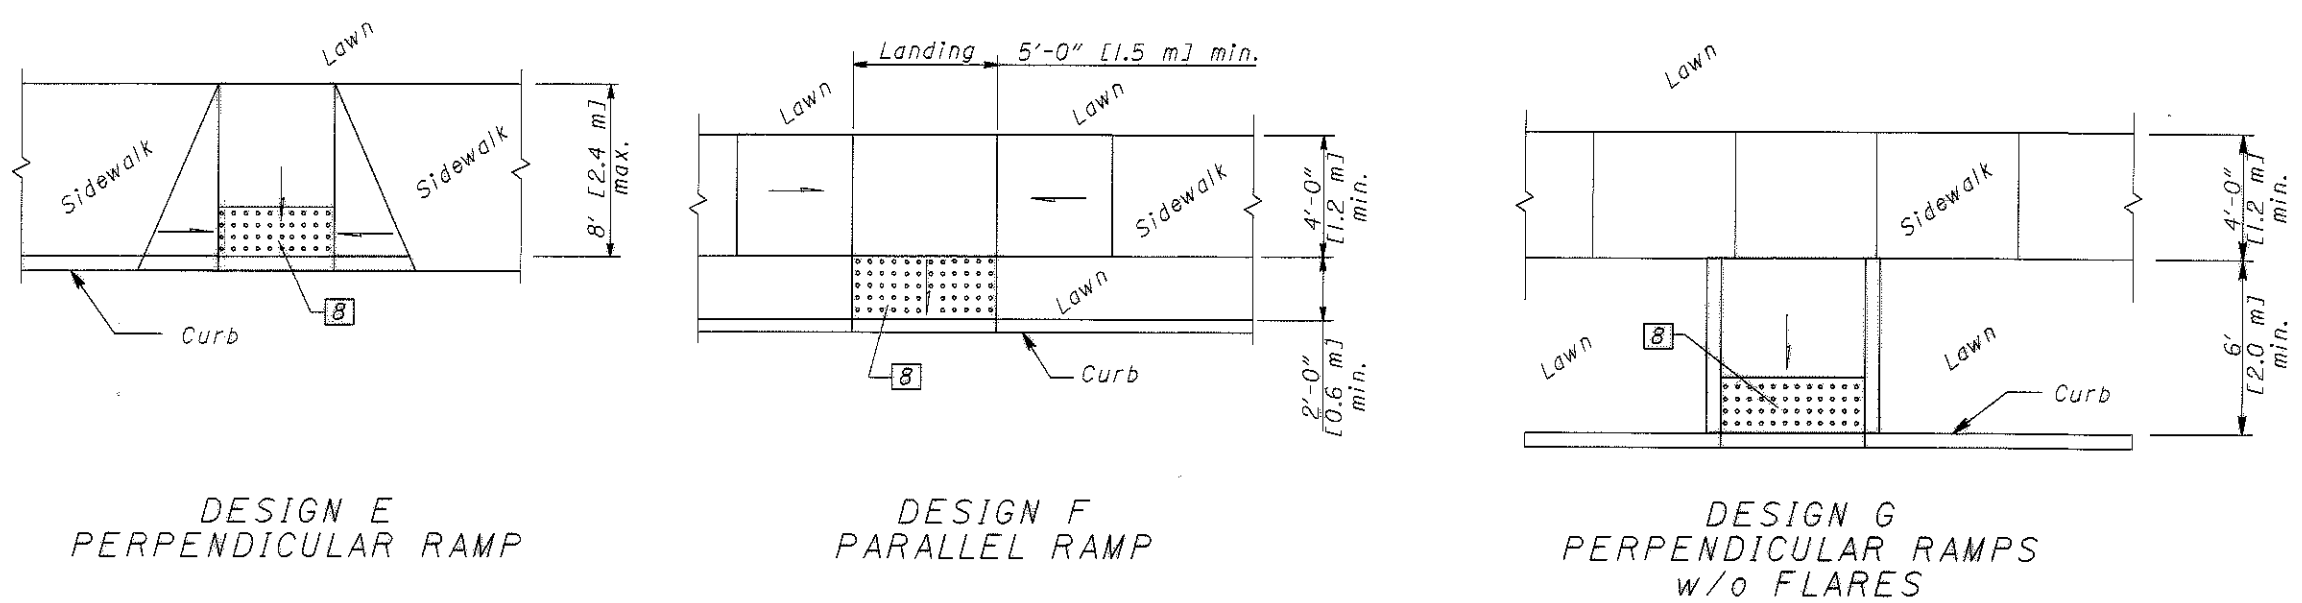 Lawn
Sidewalk
Sidewalk
8' [2.4 m]
max.
8
Curb
DESIGN E
PERPENDICULAR RAMP
Landing
5'-0" [1.5 m] min.
Lawn
Lawn
Sidewalk
4'-0"
[1.2 m]
min.
Lawn
2'-0"
[0.6 m]
min.
8
Curb
DESIGN F
PARALLEL RAMP
Lawn
Sidewalk
4'-0"
[1.2 m]
min.
8
Lawn
Lawn
6'
[2.0 m]
min.
Curb
DESIGN G
PERPENDICULAR RAMPS
w/o FLARES